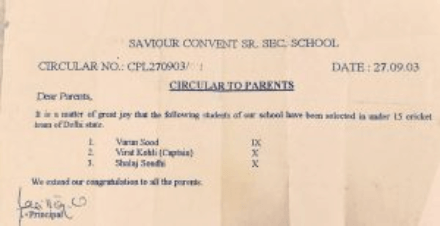 SAVIOUR CONVENT SR. SEC. SCHOOL
CIRCULAR NO.: CPL270903/ DATE : 27.09.03
CIRCULAR TO PARENTS
Dear Parents,
It is a matter of great joy that the following students of our school have been selected in under 15 cricket
team of Delhi state.
1. Varun Sood IX
2. Virat Kohli (Captain) X
3. Shalaj Sondhi X
We extend our congratulation to all the parents.
Principal